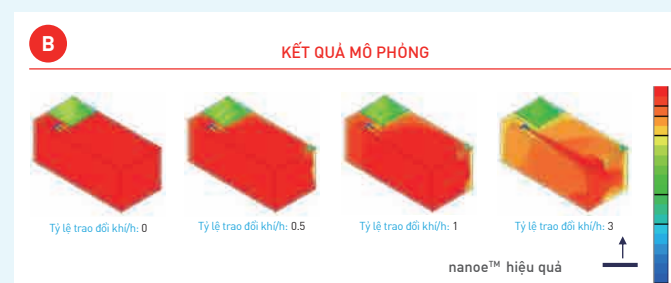 B
KẾT QUẢ MÔ PHỎNG
Tỷ lệ trao đổi khí/h: 0
Tỷ lệ trao đổi khí/h: 0.5
Tỷ lệ trao đổi khí/h: 1
Tỷ lệ trao đổi khí/h: 3
nanoe™ hiệu quả